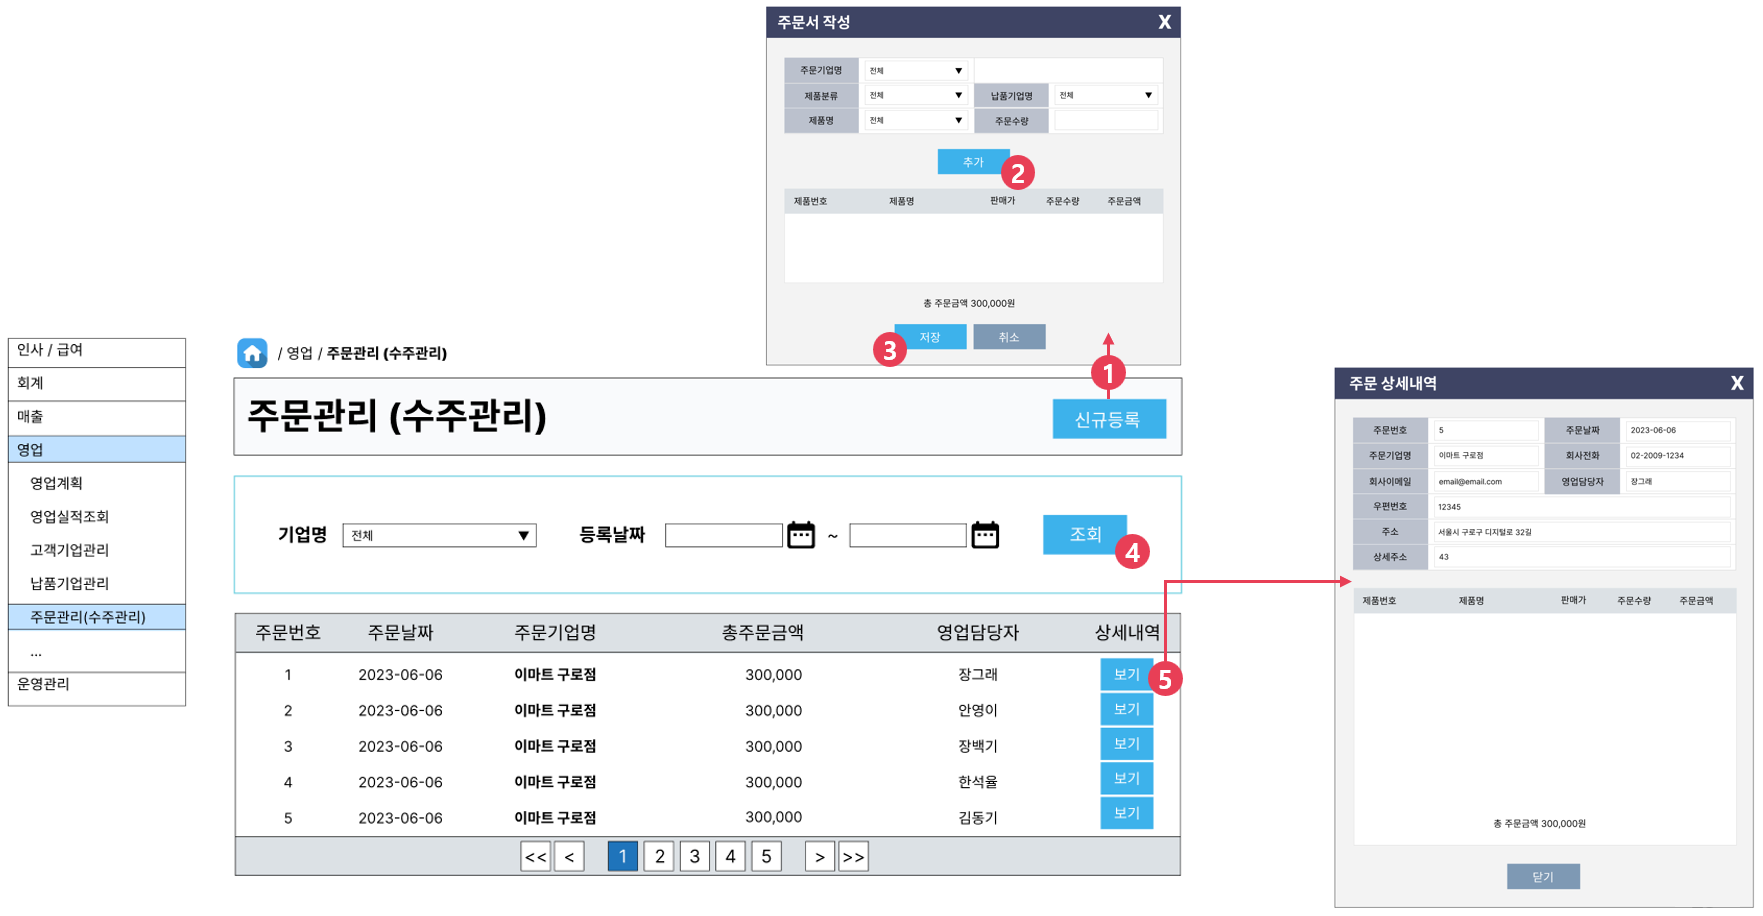 주문서 작성 X
주문기업명 전체 ▼
제품분류 전체 ▼ 납품기업명 전체 ▼
제품명 전체 ▼ 주문수량
추가
2
제품번호 제품명 판매가 주문수량 주문금액
총 주문금액 300,000원
3 저장 취소
1
인사 / 급여
회계
매출
영업
영업계획
영업실적조회
고객기업관리
납품기업관리
주문관리(수주관리)
...
운영관리
/ 영업 / 주문관리 (수주관리)
주문관리 (수주관리) 신규등록
기업명 전체 ▼ 등록날짜 ~ 조회
4
주문번호 주문날짜 주문기업명 총주문금액 영업담당자 상세내역
1 2023-06-06 이마트 구로점 300,000 장그래 보기
5
2 2023-06-06 이마트 구로점 300,000 안영이 보기
3 2023-06-06 이마트 구로점 300,000 장백기 보기
4 2023-06-06 이마트 구로점 300,000 한석율 보기
5 2023-06-06 이마트 구로점 300,000 김동기 보기
<< < 1 2 3 4 5 > >>
주문 상세내역 X
주문번호 5 주문날짜 2023-06-06
주문기업명 이마트 구로점 회사전화 02-2009-1234
회사이메일 email@email.com 영업담당자 장그래
우편번호 12345
주소 서울시 구로구 디지털로 32길
상세주소 43
제품번호 제품명 판매가 주문수량 주문금액
총 주문금액 300,000원
닫기